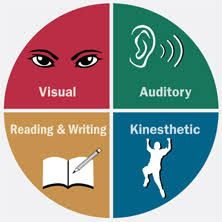 Visual
Auditory
Reading & Writing
Kinesthetic